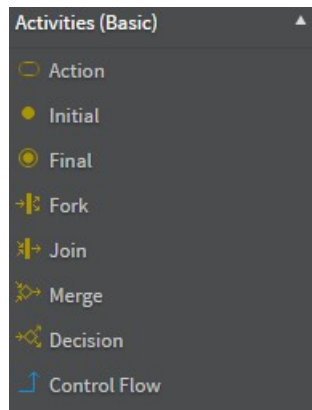 Activities (Basic)
Action
Initial
Final
Fork
Join
Merge
Decision
Control Flow